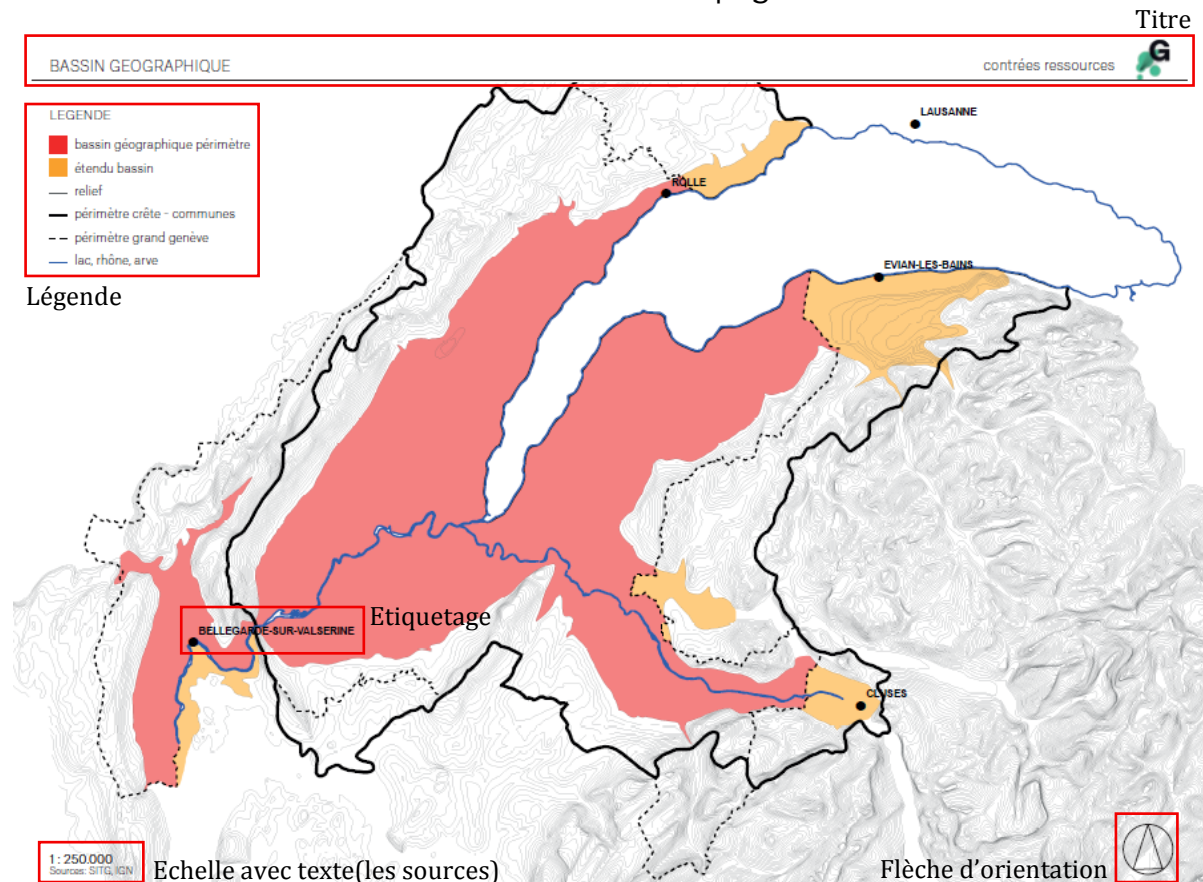 Titre
BASSIN GEOGRAPHIQUE
contrées ressources
G
LEGENDE
bassin géographique périmètre
étendu bassin
relief
périmètre crête - communes
périmètre grand genève
lac, rhône, arve
Légende
LAUSANNE
ROLLE
EVIAN-LES-BAINS
Etiquetage
BELLEGARDE-SUR-VALSERINE
CLUSES
1 : 250.000
Sources: SITG, IGN
Echelle avec texte(les sources)
Flèche d'orientation